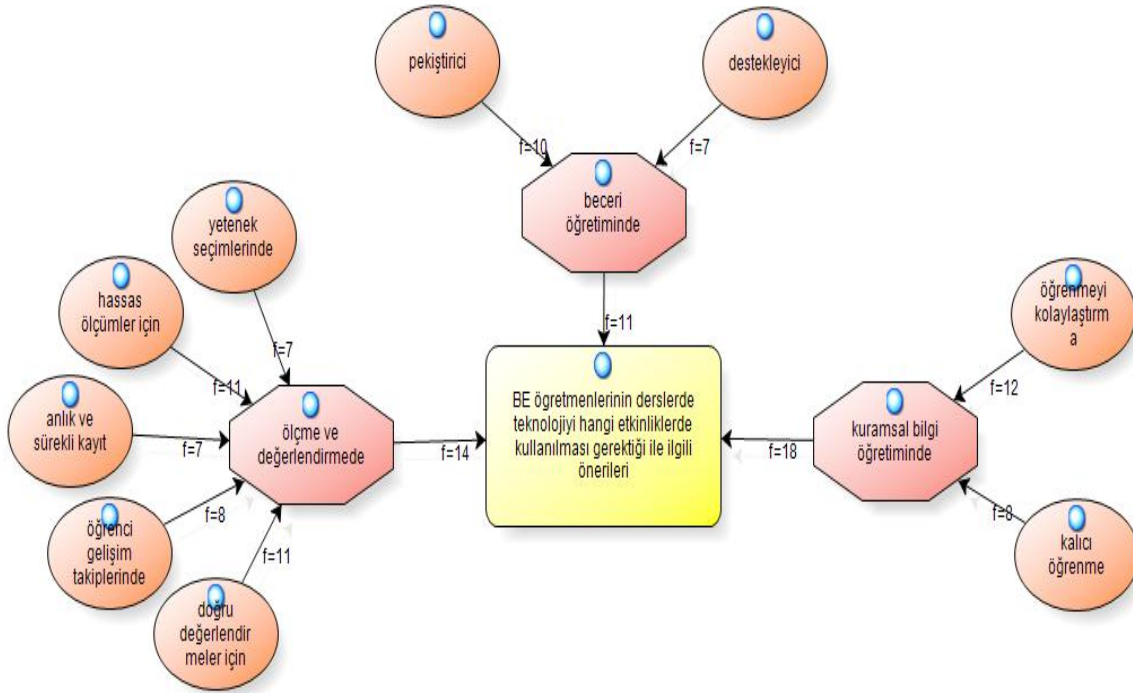 pekiştirici
destekleyici
f=10
f=7
beceri
öğretiminde
f=11
yetenek
seçimlerinde
f=7
hassas
ölçümler için
f=11
anlık ve
sürekli kayıt
f=7
öğrenci
gelişim
takiplerinde
f=8
doğru
değerlendir
meler için
f=11
ölçme ve
değerlendirmede
f=14
BE ögretmenlerinin derslerde
teknolojiyi hangi etkinliklerde
kullanılması gerektiği ile ilgili
önerileri
f=18
kuramsal bilgi
öğretiminde
öğrenmeyi
kolaylaştırm
a
f=12
f=8
kalıcı
öğrenme